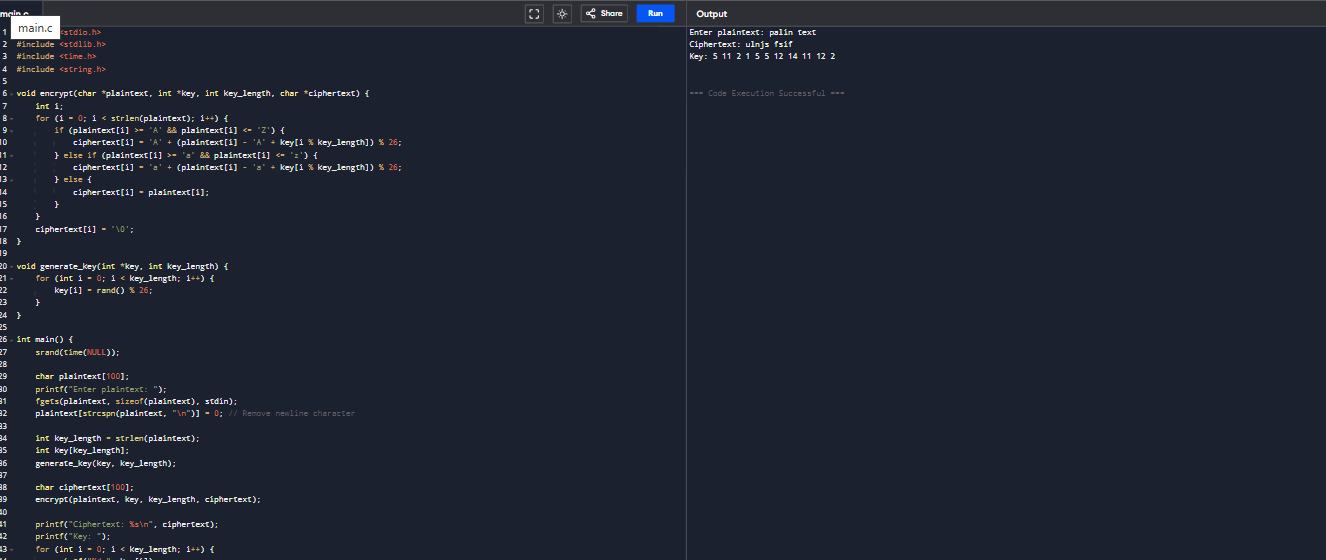 main.c
Share
Run
Output
main.c
1 <stdio.h>
2 #include <stdlib.h>
3 #include <time.h>
4 #include <string.h>
5
6 void encrypt(char *plaintext, int *key, int key_length, char *ciphertext) {
7 int i;
8 for (i = 0; i < strlen(plaintext); i++) {
9 if (plaintext[i] >= 'A' && plaintext[i] <= 'Z') {
10 ciphertext[i] = 'A' + (plaintext[i] - 'A' + key[i % key_length]) % 26;
11 } else if (plaintext[i] >= 'a' && plaintext[i] <= 'z') {
12 ciphertext[i] = 'a' + (plaintext[i] - 'a' + key[i % key_length]) % 26;
13 } else {
14 ciphertext[i] = plaintext[i];
15 }
16 }
17 ciphertext[i] = '\0';
18 }
19
20 void generate_key(int *key, int key_length) {
21 for (int i = 0; i < key_length; i++) {
22 key[i] = rand() % 26;
23 }
24 }
25
26 int main() {
27 srand(time(NULL));
28
29 char plaintext[100];
30 printf("Enter plaintext: ");
31 fgets(plaintext, sizeof(plaintext), stdin);
32 plaintext[strcspn(plaintext, "\n")] = 0; // Remove newline character
33
34 int key_length = strlen(plaintext);
35 int key[key_length];
36 generate_key(key, key_length);
37
38 char ciphertext[100];
39 encrypt(plaintext, key, key_length, ciphertext);
40
41 printf("Ciphertext: %s\n", ciphertext);
42 printf("Key: ");
43 for (int i = 0; i < key_length; i++) {
Enter plaintext: palin text
Ciphertext: ulnjs fsif
Key: 5 11 2 1 5 5 12 14 11 12 2
=== Code Execution Successful ===